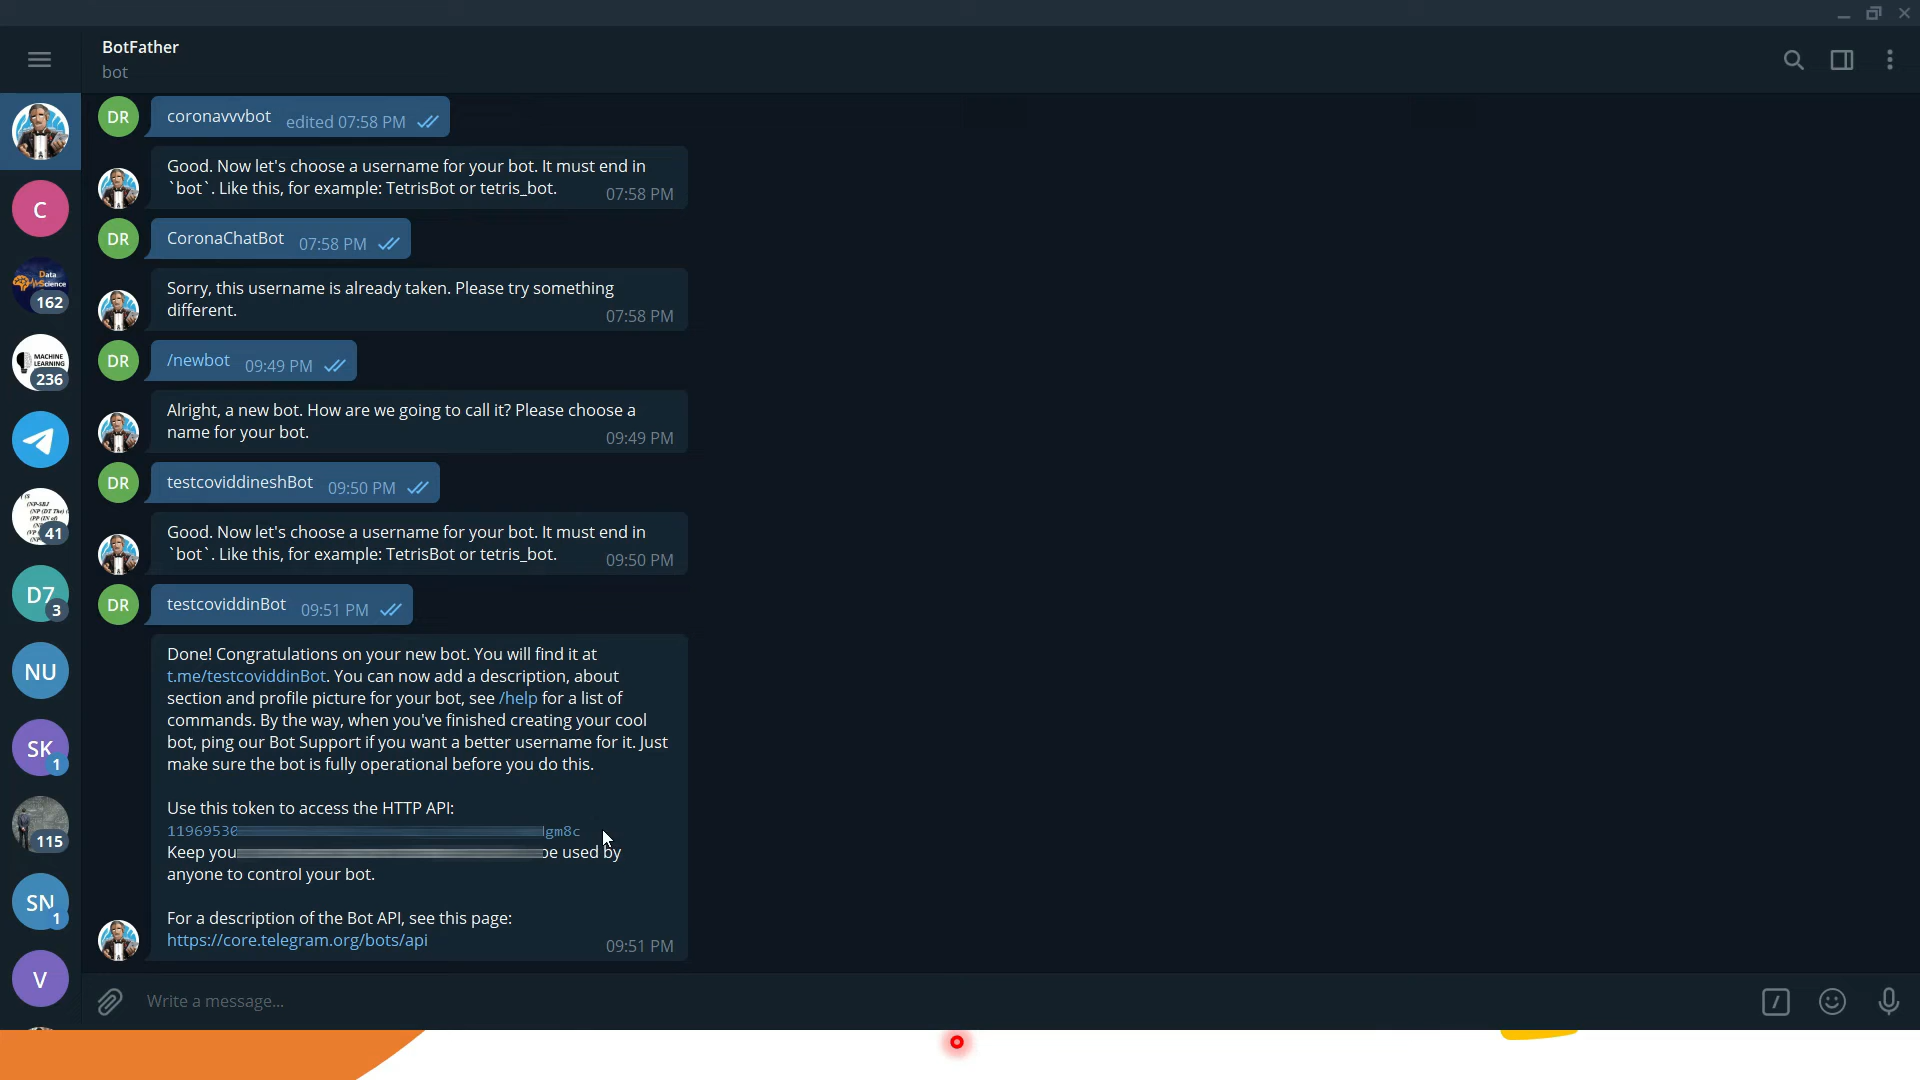 BotFather
bot
coronavvvbot edited 07:58 PM
Good. Now let's choose a username for your bot. It must end in
`bot`. Like this, for example: TetrisBot or tetris_bot. 07:58 PM
CoronaChatBot 07:58 PM
Sorry, this username is already taken. Please try something
different. 07:58 PM
/newbot 09:49 PM
Alright, a new bot. How are we going to call it? Please choose a
name for your bot. 09:49 PM
testcoviddineshBot 09:50 PM
Good. Now let's choose a username for your bot. It must end in
`bot`. Like this, for example: TetrisBot or tetris_bot. 09:50 PM
testcoviddinBot 09:51 PM
Done! Congratulations on your new bot. You will find it at
t.me/testcoviddinBot. You can now add a description, about
section and profile picture for your bot, see /help for a list of
commands. By the way, when you've finished creating your cool
bot, ping our Bot Support if you want a better username for it. Just
make sure the bot is fully operational before you do this.
Use this token to access the HTTP API:
Keep be used by
anyone to control your bot.
For a description of the Bot API, see this page:
https://core.telegram.org/bots/api 09:51 PM
Write a message...
DR
DR
DR
DR
DR
C
Data
Science
162
MACHINE
LEARNING
236
41
D7
3
NU
SK
1
115
SN
1
V